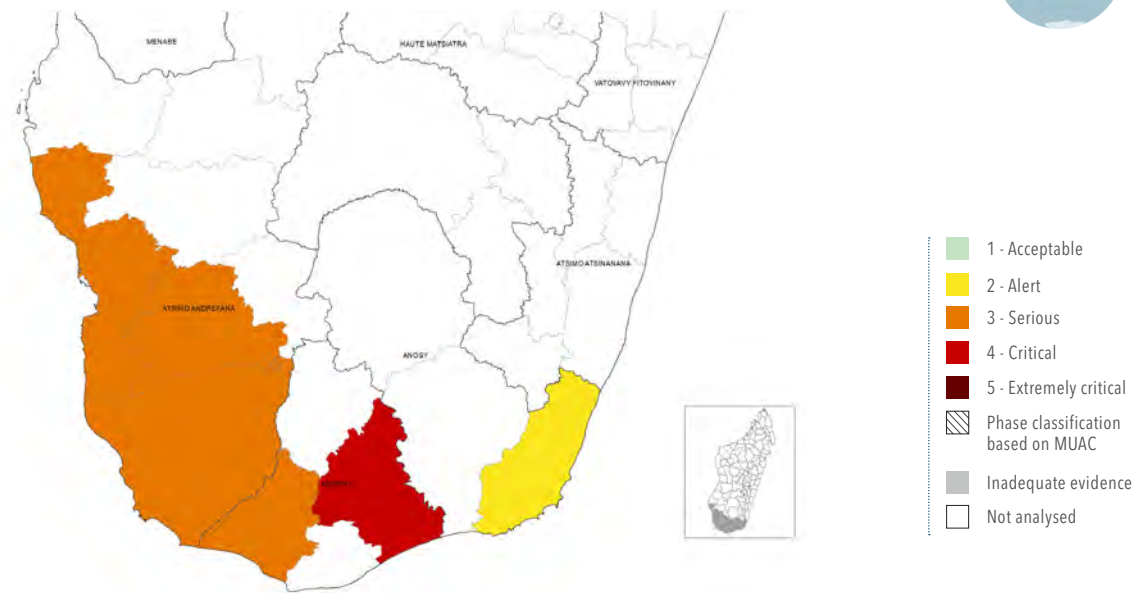 MENABE
HAUTE MATSIATRA
VATOVAVY FITOVINANY
ATSIMO ATSINANANA
ATSIMO ANDREFANA
ANOSY
1 - Acceptable
2 - Alert
3 - Serious
4 - Critical
5 - Extremely critical
Phase classification
based on MUAC
Inadequate evidence
Not analysed